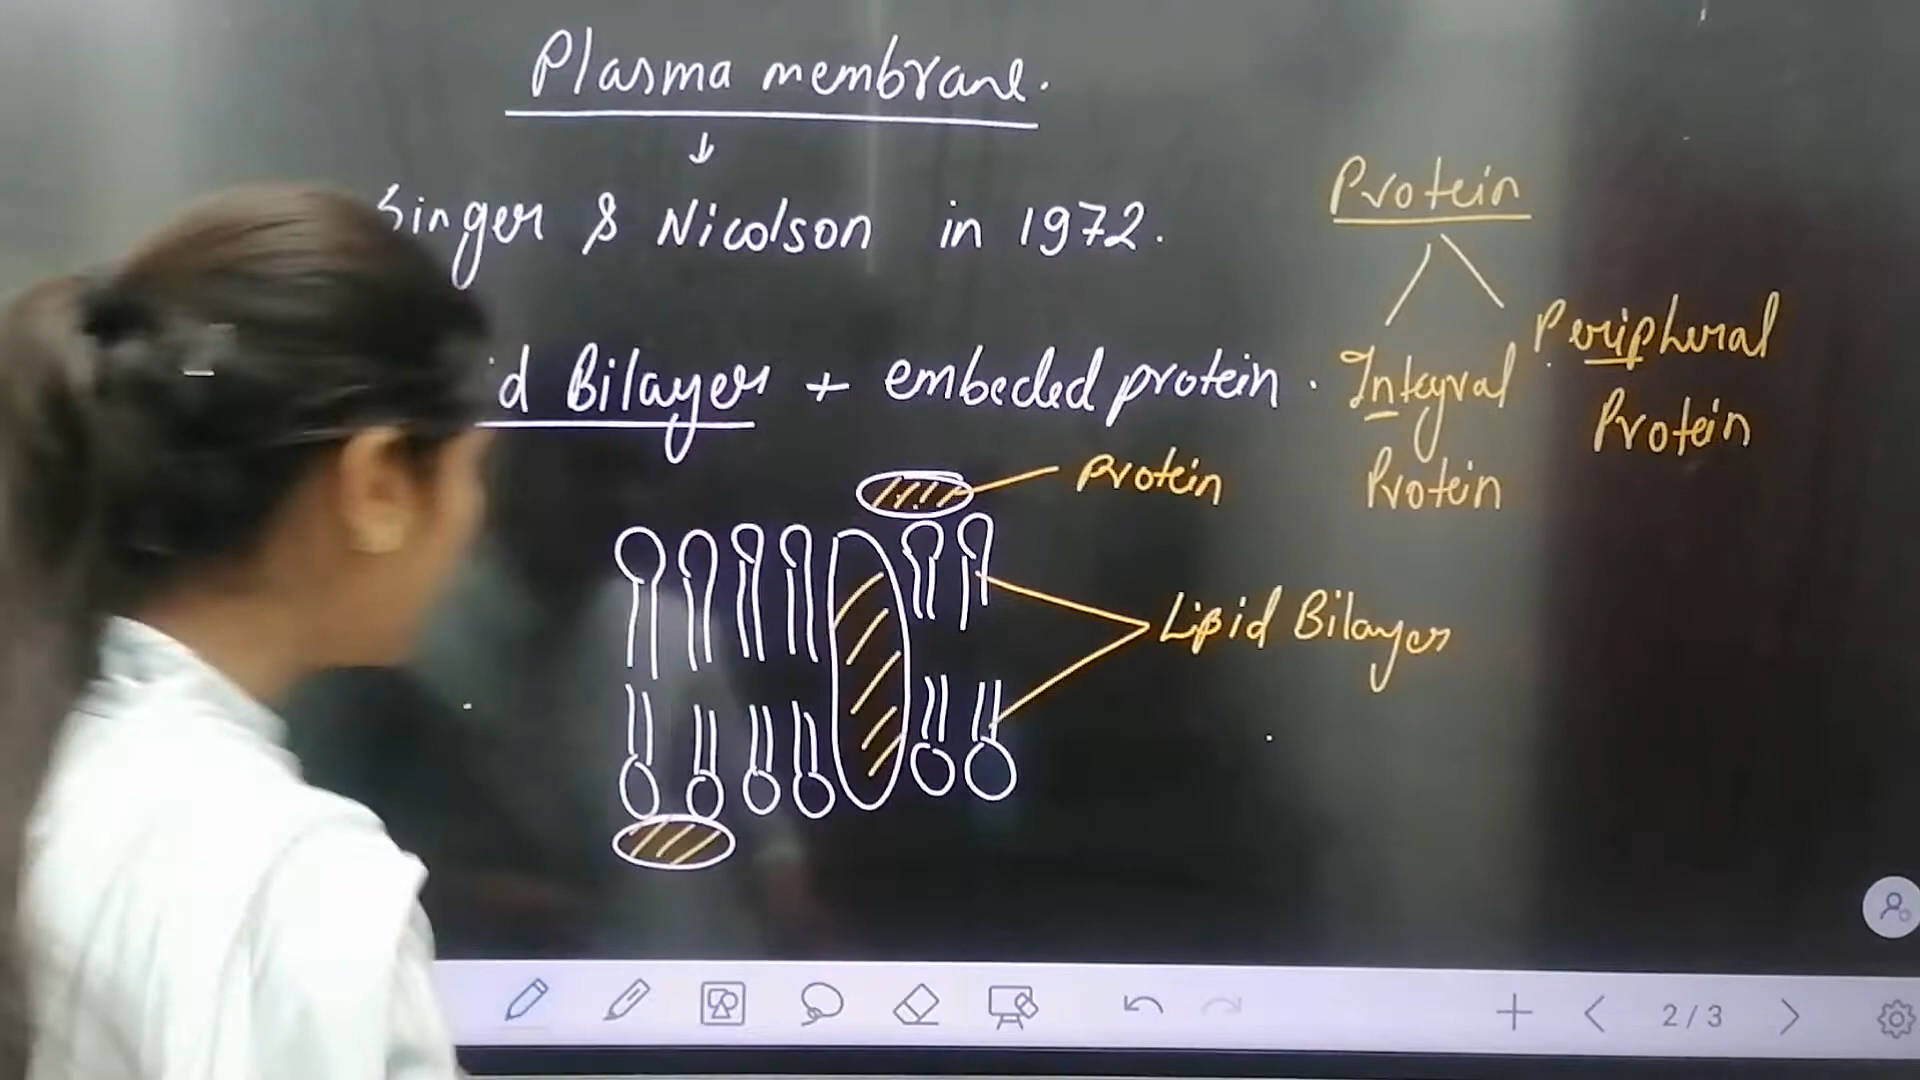 Plasma membrane.
↓
Singer & Nicolson in 1972.
Bilayer + embeded protein.
Protein
Integral Protein
Peripheral Protein
Protein
Lipid Bilayer
2/3